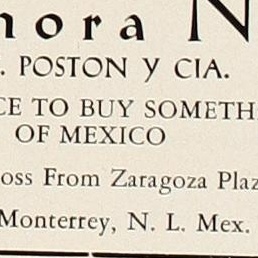 nora N
. POSTON y CIA.
CE TO BUY SOMETH
OF MEXICO
oss From Zaragoza Plaz
Monterrey, N. L. Mex.